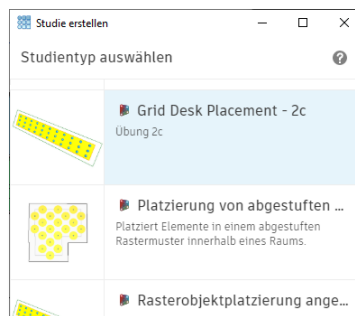 Studie erstellen
Studientyp auswählen
Grid Desk Placement - 2c
Übung 2c
Platzierung von abgestuften ...
Platziert Elemente in einem abgestuften
Rastermuster innerhalb eines Raums.
Rasterobjektplatzierung ange...